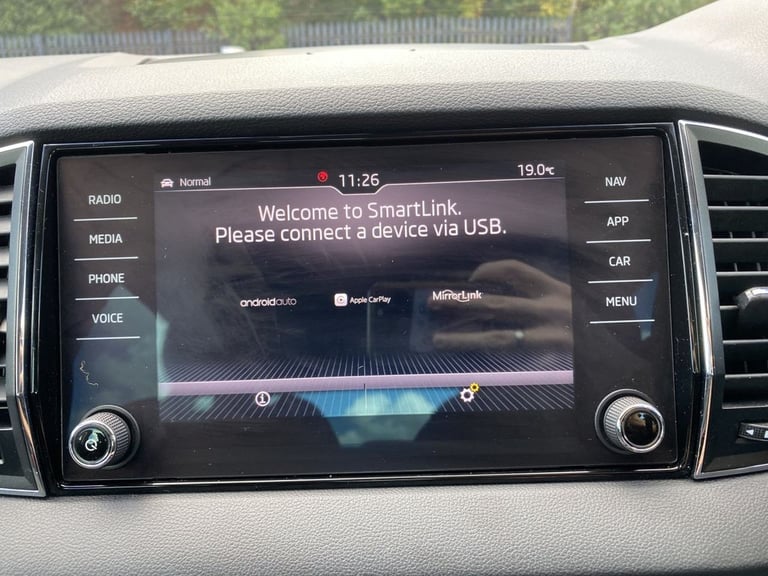 RADIO
MEDIA
PHONE
VOICE
Normal
11:26
19.0°C
Welcome to SmartLink.
Please connect a device via USB.
androidauto
Apple CarPlay
MirrorLink
NAV
APP
CAR
MENU